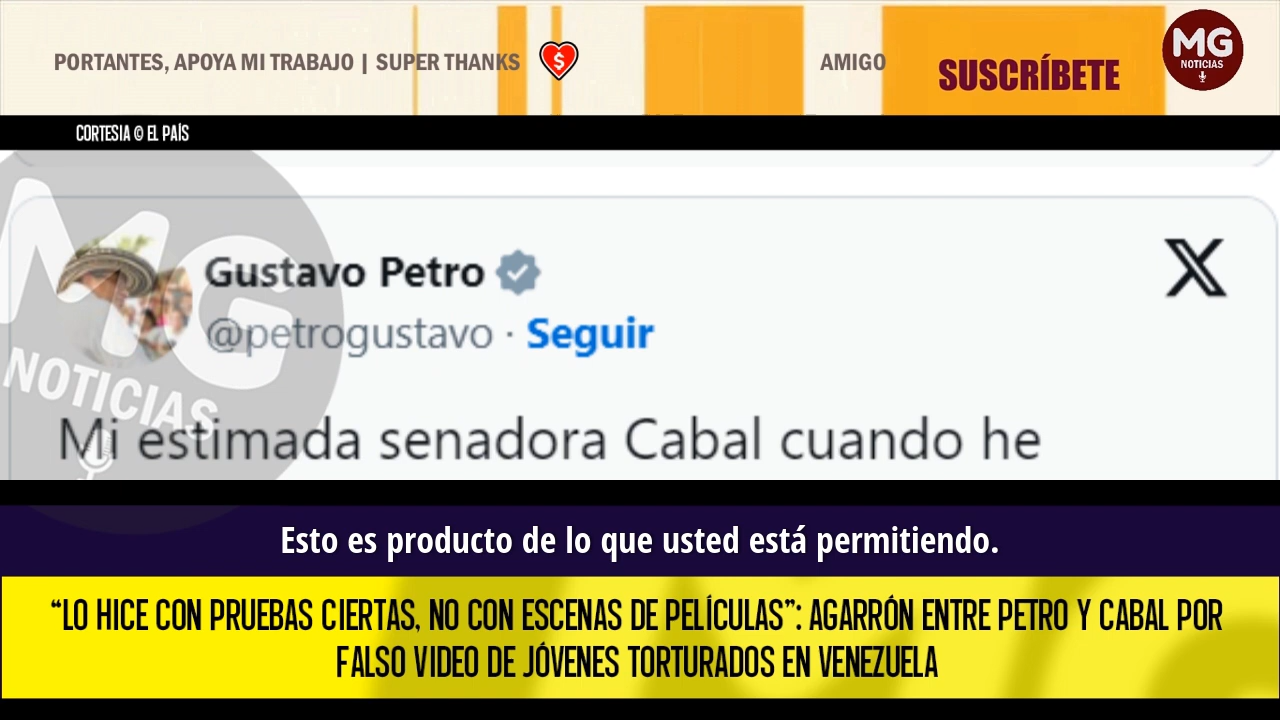 PORTANTES, APOYA MI TRABAJO | SUPER THANKS
$
AMIGO
SUSCRÍBETE
MG
NOTICIAS
CORTESIA © EL PAÍS
MG
NOTICIAS
Gustavo Petro
@petrogustavo · Seguir
Mi estimada senadora Cabal cuando he
Esto es producto de lo que usted está permitiendo.
“LO HICE CON PRUEBAS CIERTAS, NO CON ESCENAS DE PELÍCULAS”: AGARRÓN ENTRE PETRO Y CABAL POR
FALSO VIDEO DE JÓVENES TORTURADOS EN VENEZUELA